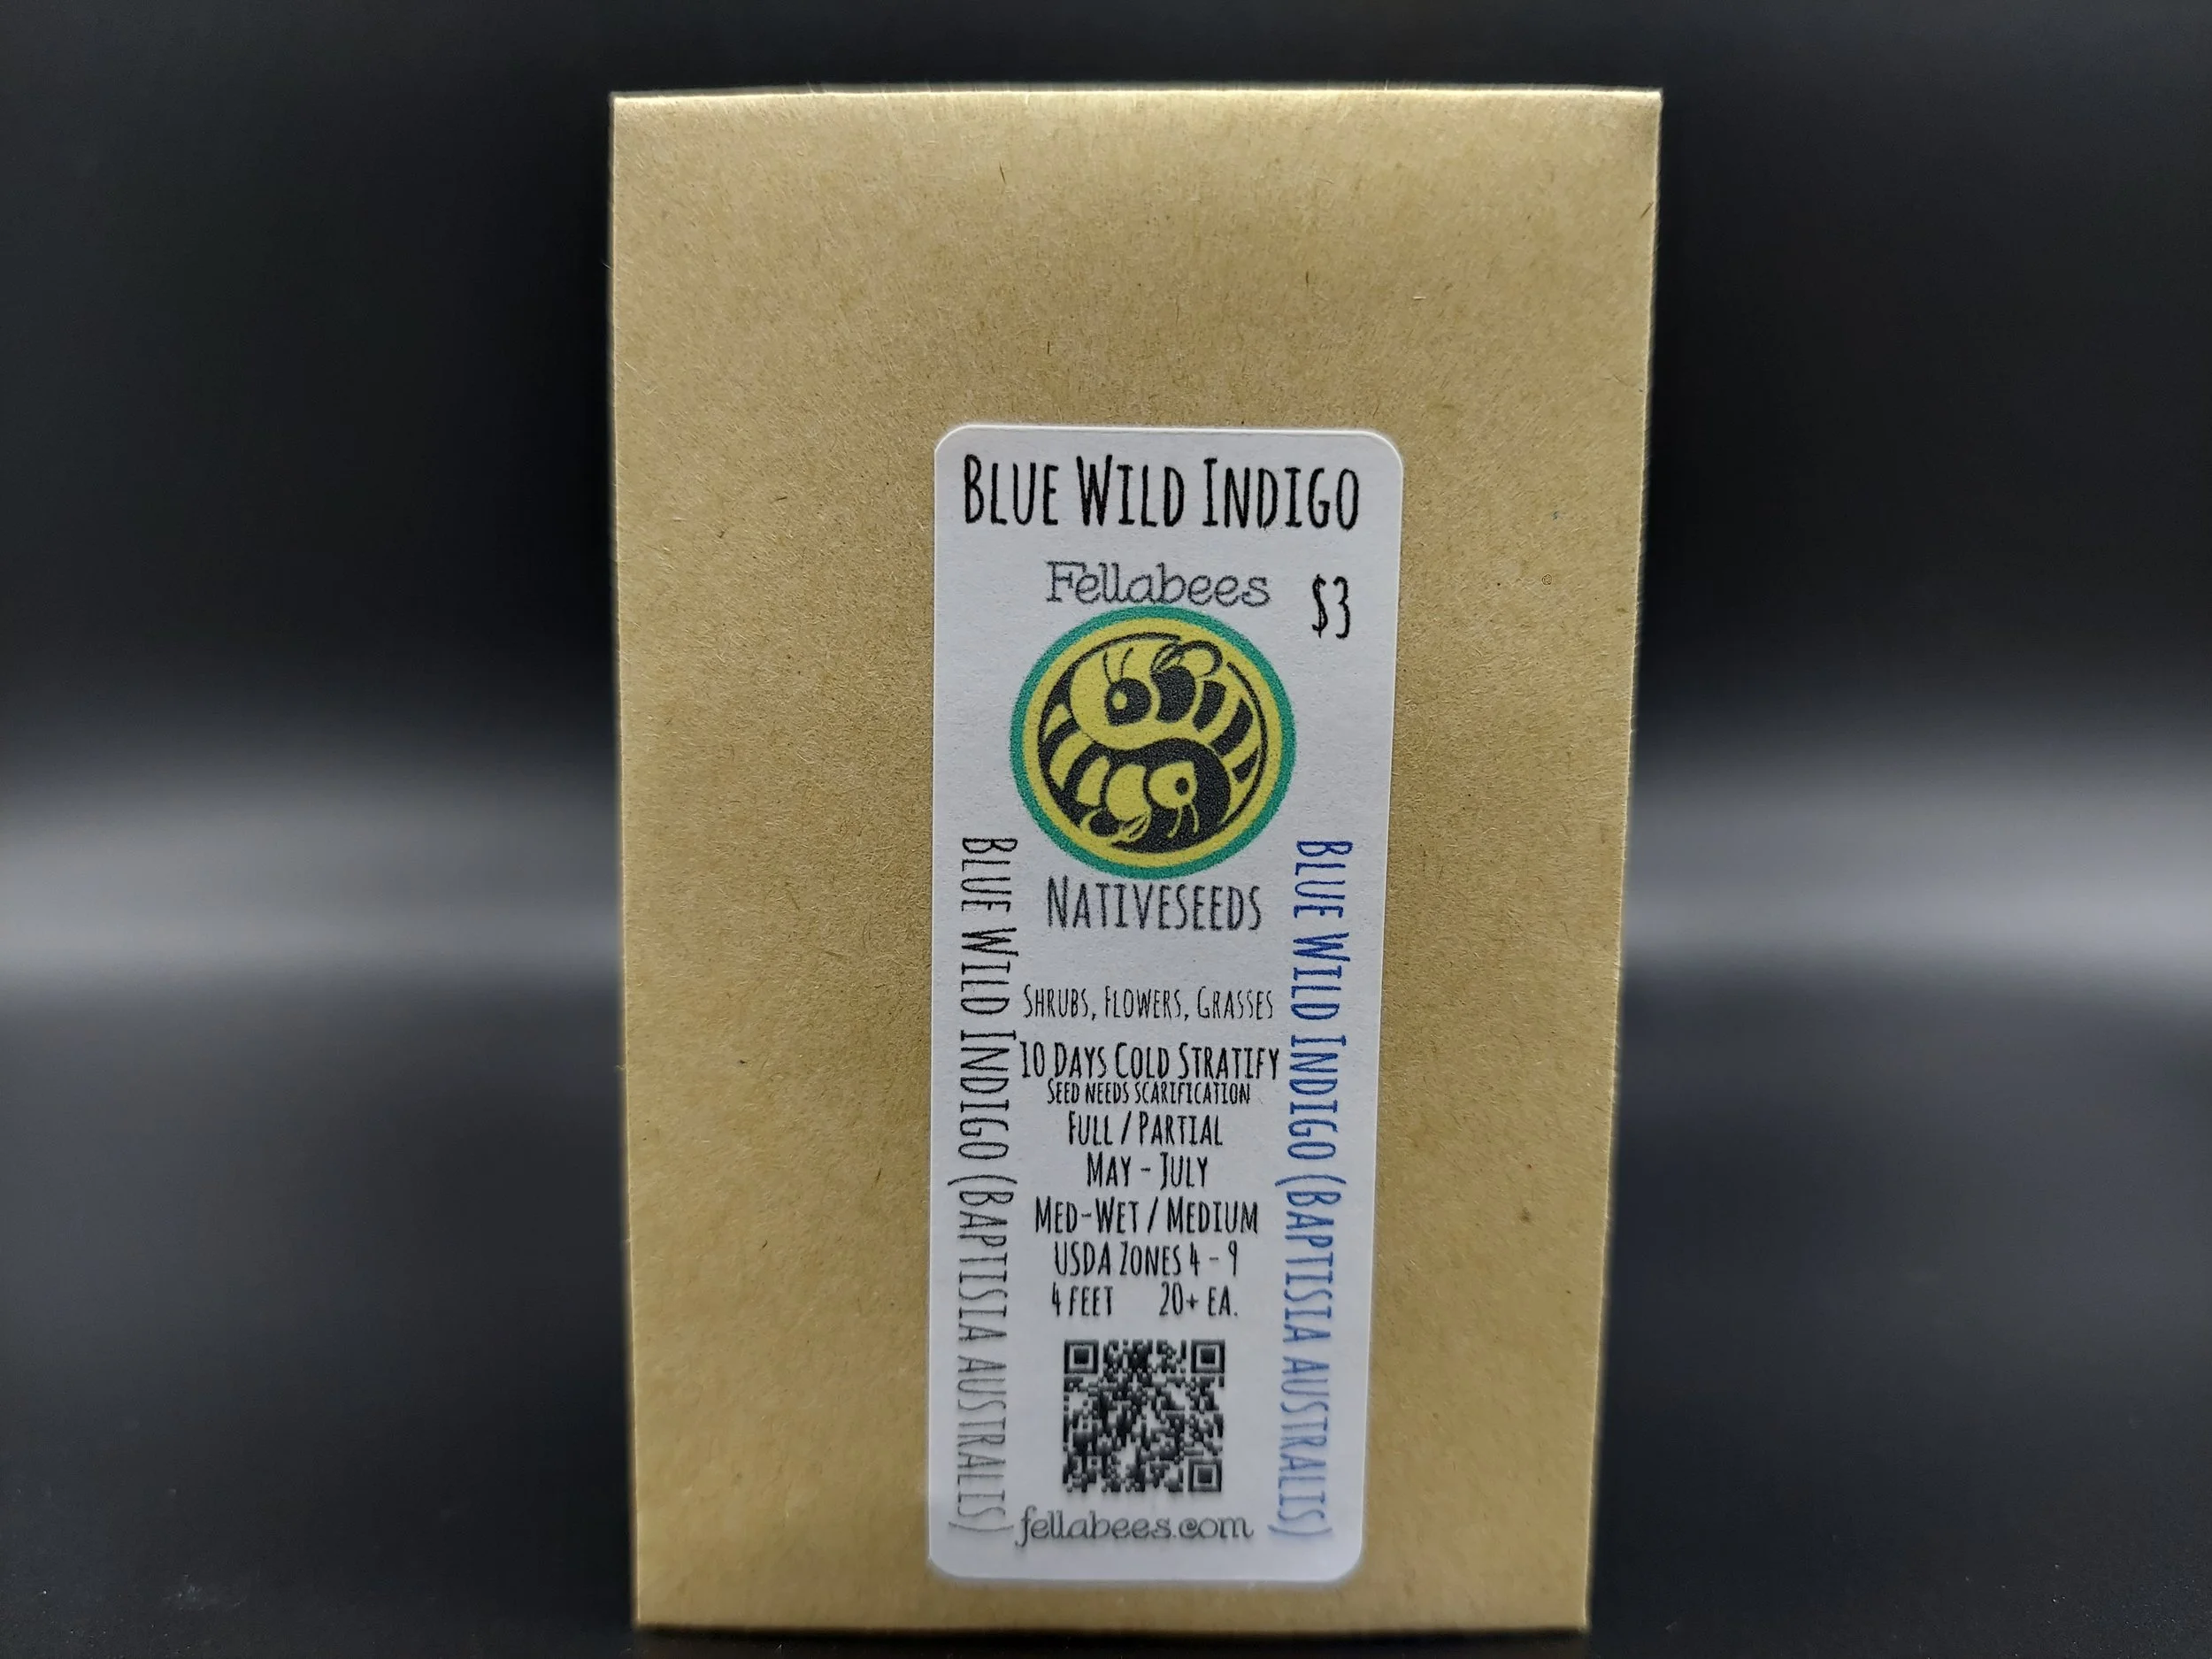 Blue Wild Indigo
Fellabees
$3
Nativeseeds
Blue Wild Indigo (Baptisia australis)
Blue Wild Indigo (Baptisia australis)
Shrubs, Flowers, Grasses
10 Days Cold Stratify
Seed needs scarification
Full / Partial
May - July
Med-Wet / Medium
USDA Zones 4 - 9
4 feet 20+ ea.
fellabees.com